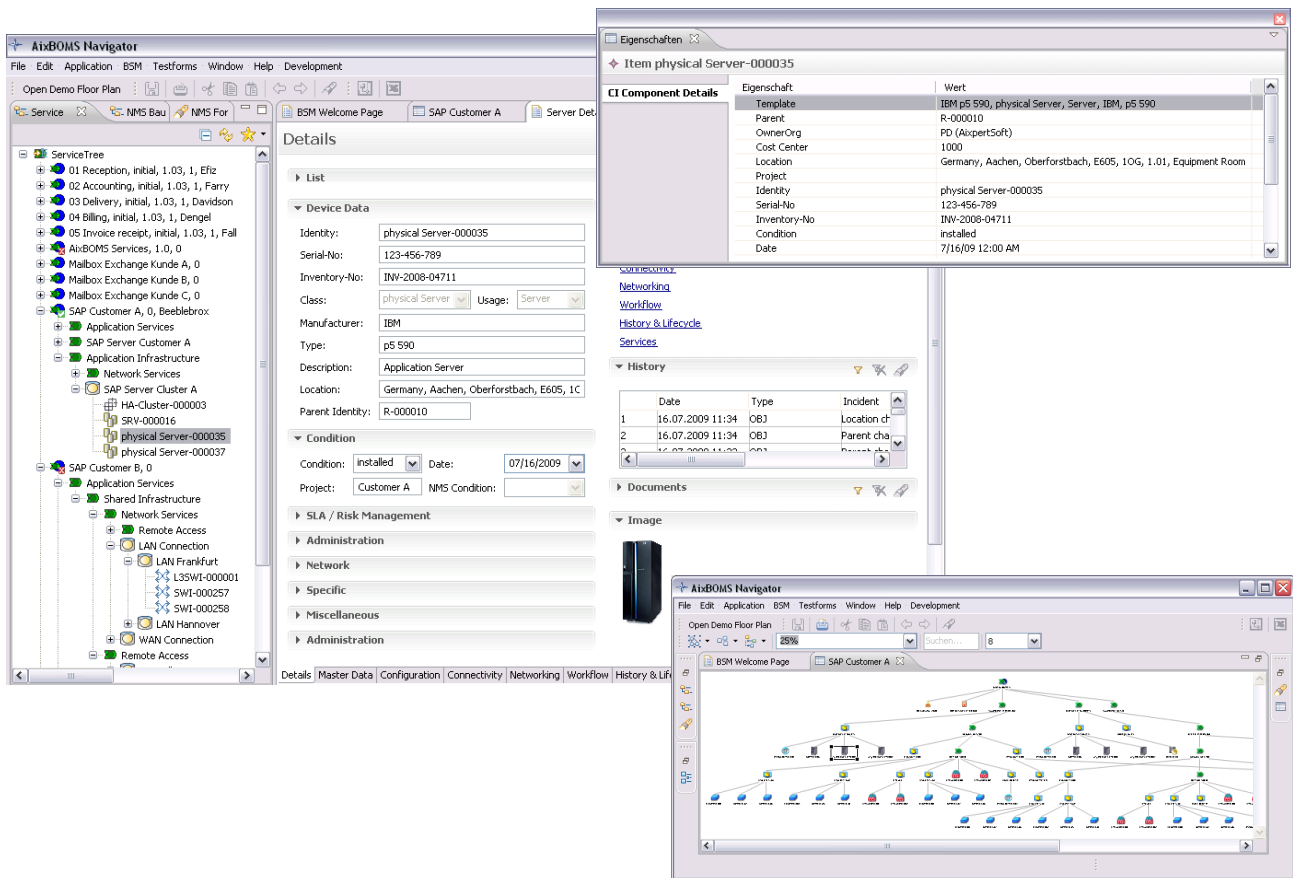 AixBOMS Navigator
File Edit Application BSM Testforms Window Help Development
Open Demo Floor Plan
Service NMS Bau NMS For
ServiceTree
01 Reception, initial, 1.03, 1, Efiz
02 Accounting, initial, 1.03, 1, Farry
03 Delivery, initial, 1.03, 1, Davidson
04 Billing, initial, 1.03, 1, Dengel
05 Invoice receipt, initial, 1.03, 1, Fall
AixBOMS Services, 1.0, 0
Mailbox Exchange Kunde A, 0
Mailbox Exchange Kunde B, 0
Mailbox Exchange Kunde C, 0
SAP Customer A, 0, Beeblebrox
Application Services
SAP Server Customer A
Application Infrastructure
Network Services
SAP Server Cluster A
HA-Cluster-000003
SRV-000016
physical Server-000035
physical Server-000037
SAP Customer B, 0
Application Services
Shared Infrastructure
Network Services
Remote Access
LAN Connection
LAN Frankfurt
L3SWI-000001
SWI-000257
SWI-000258
LAN Hannover
WAN Connection
Remote Access
BSM Welcome Page SAP Customer A Server Det
Details
List
Device Data
Identity: physical Server-000035
Serial-No: 123-456-789
Inventory-No: INV-2008-04711
Class: physical Server Usage: Server
Manufacturer: IBM
Type: p5 590
Description: Application Server
Location: Germany, Aachen, Oberforstbach, E605, 1C
Parent Identity: R-000010
Condition
Condition: installed Date: 07/16/2009
Project: Customer A NMS Condition:
SLA / Risk Management
Administration
Network
Specific
Miscellaneous
Administration
Details Master Data Configuration Connectivity Networking Workflow History & Life
Connectivity
Networking
Workflow
History & Lifecycle
Services
History
Date Type Incident
1 16.07.2009 11:34 OBJ Location ch
2 16.07.2009 11:34 OBJ Parent cha
Documents
Image
Eigenschaften
Item physical Server-000035
CI Component Details
Eigenschaft Wert
Template IBM p5 590, physical Server, Server, IBM, p5 590
Parent R-000010
OwnerOrg PD (AixpertSoft)
Cost Center 1000
Location Germany, Aachen, Oberforstbach, E605, 1OG, 1.01, Equipment Room
Project
Identity physical Server-000035
Serial-No 123-456-789
Inventory-No INV-2008-04711
Condition installed
Date 7/16/09 12:00 AM
AixBOMS Navigator
File Edit Application BSM Testforms Window Help Development
Open Demo Floor Plan
25% Suchen... 8
BSM Welcome Page SAP Customer A